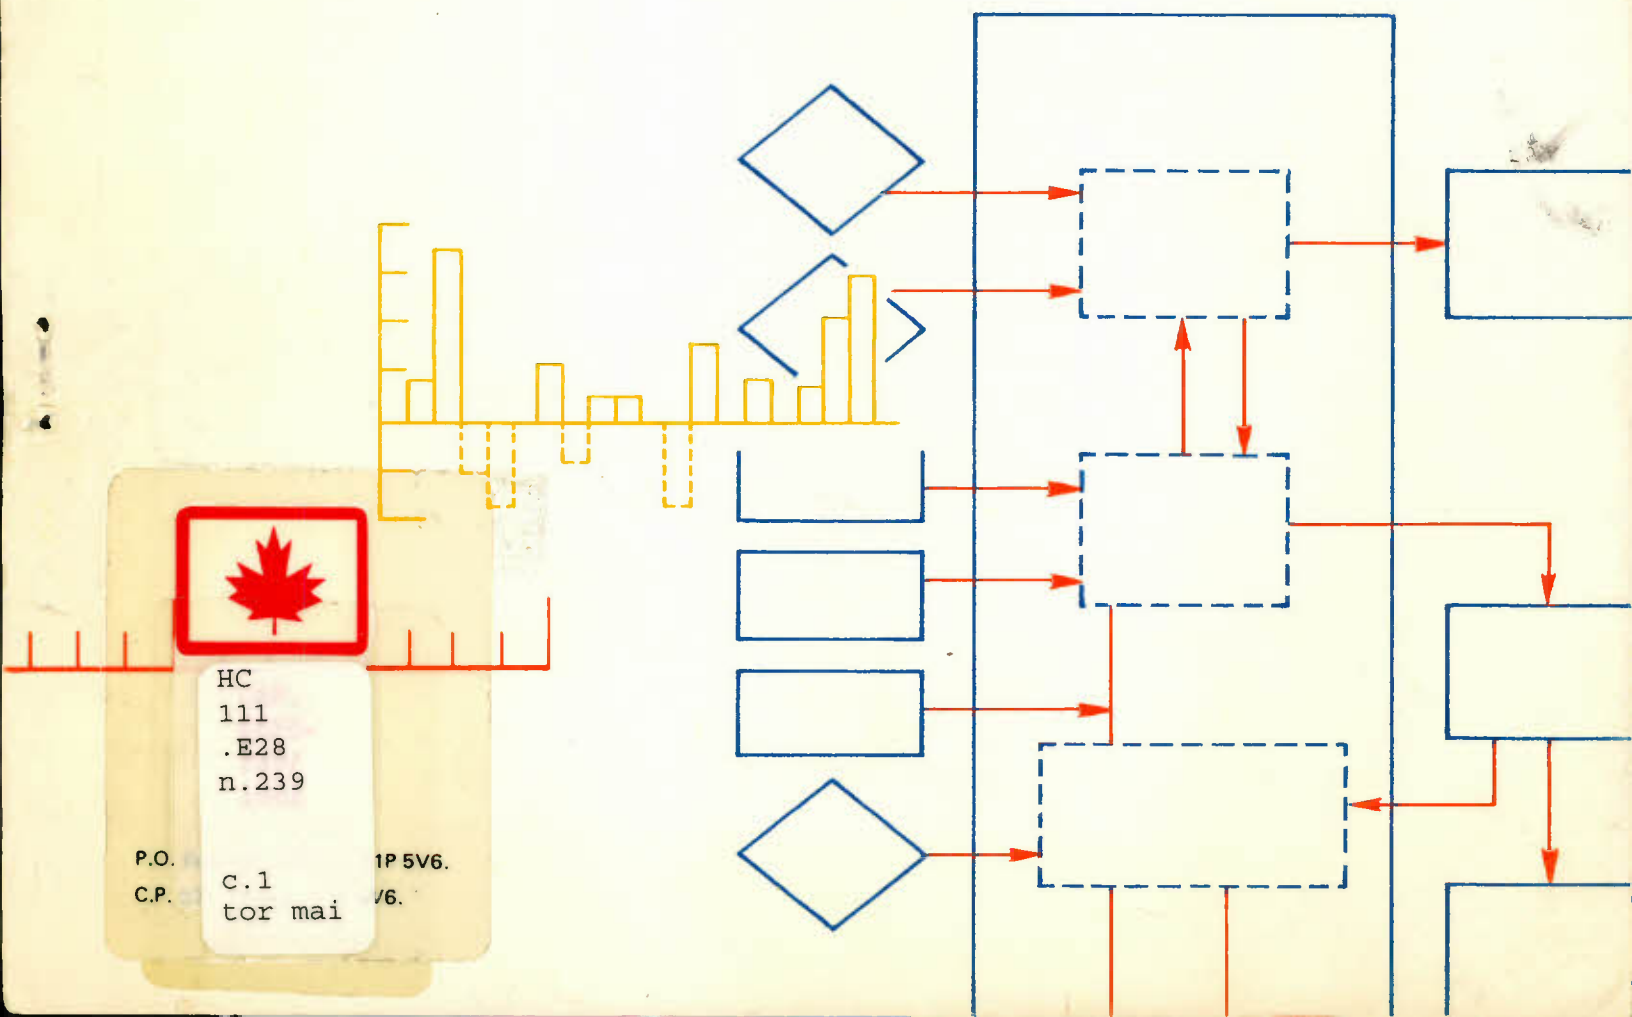 HC
111
.E28
n.239
P.O. 1P 5V6.
c.1
C.P. V6.
tor mai